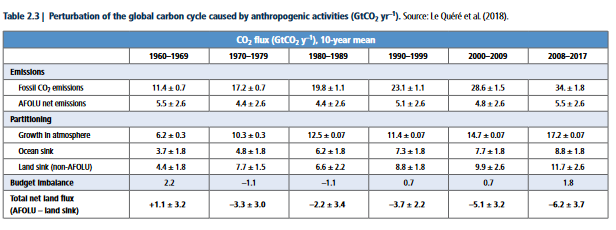 Table 2.3 | Perturbation of the global carbon cycle caused by anthropogenic activities (GtCO₂ yr⁻¹). Source: Le Quéré et al. (2018).
CO₂ flux (GtCO₂ y⁻¹), 10-year mean
1960–1969 1970–1979 1980–1989 1990–1999 2000–2009 2008–2017
Emissions
Fossil CO₂ emissions 11.4 ± 0.7 17.2 ± 0.7 19.8 ± 1.1 23.1 ± 1.1 28.6 ± 1.5 34. ± 1.8
AFOLU net emissions 5.5 ± 2.6 4.4 ± 2.6 4.4 ± 2.6 5.1 ± 2.6 4.8 ± 2.6 5.5 ± 2.6
Partitioning
Growth in atmosphere 6.2 ± 0.3 10.3 ± 0.3 12.5 ± 0.07 11.4 ± 0.07 14.7 ± 0.07 17.2 ± 0.07
Ocean sink 3.7 ± 1.8 4.8 ± 1.8 6.2 ± 1.8 7.3 ± 1.8 7.7 ± 1.8 8.8 ± 1.8
Land sink (non-AFOLU) 4.4 ± 1.8 7.7 ± 1.5 6.6 ± 2.2 8.8 ± 1.8 9.9 ± 2.6 11.7 ± 2.6
Budget imbalance 2.2 –1.1 –1.1 0.7 0.7 1.8
Total net land flux
(AFOLU – land sink) +1.1 ± 3.2 –3.3 ± 3.0 –2.2 ± 3.4 –3.7 ± 2.2 –5.1 ± 3.2 –6.2 ± 3.7